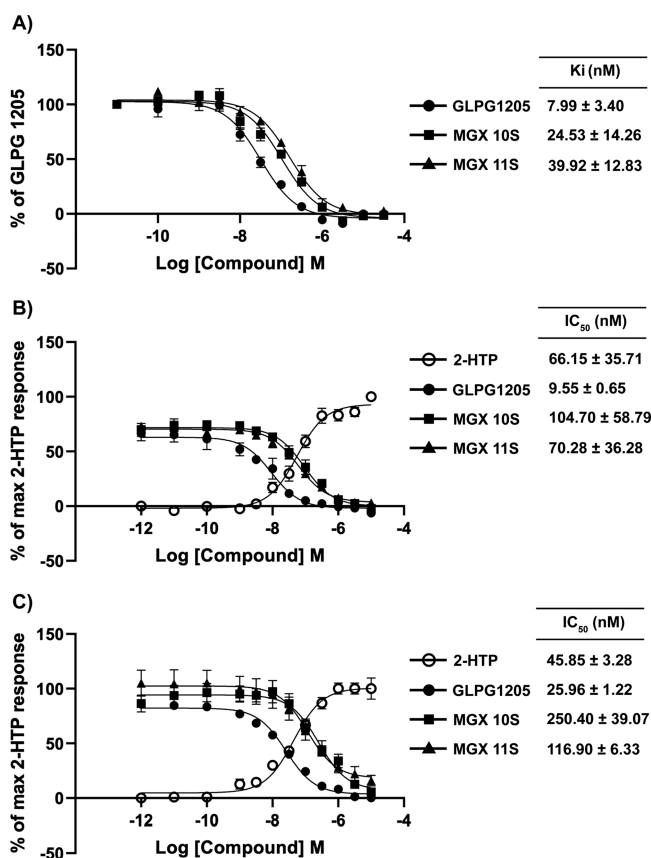 A)
% of GLPG 1205
150
100
50
0
-50
-10
-8
-6
-4
Log [Compound] M
Ki (nM)
GLPG1205 7.99 ± 3.40
MGX 10S 24.53 ± 14.26
MGX 11S 39.92 ± 12.83
B)
% of max 2-HTP response
150
100
50
0
-50
-12
-10
-8
-6
-4
Log [Compound] M
IC50 (nM)
2-HTP 66.15 ± 35.71
GLPG1205 9.55 ± 0.65
MGX 10S 104.70 ± 58.79
MGX 11S 70.28 ± 36.28
C)
% of max 2-HTP response
150
100
50
0
-50
-12
-10
-8
-6
-4
Log [Compound] M
IC50 (nM)
2-HTP 45.85 ± 3.28
GLPG1205 25.96 ± 1.22
MGX 10S 250.40 ± 39.07
MGX 11S 116.90 ± 6.33